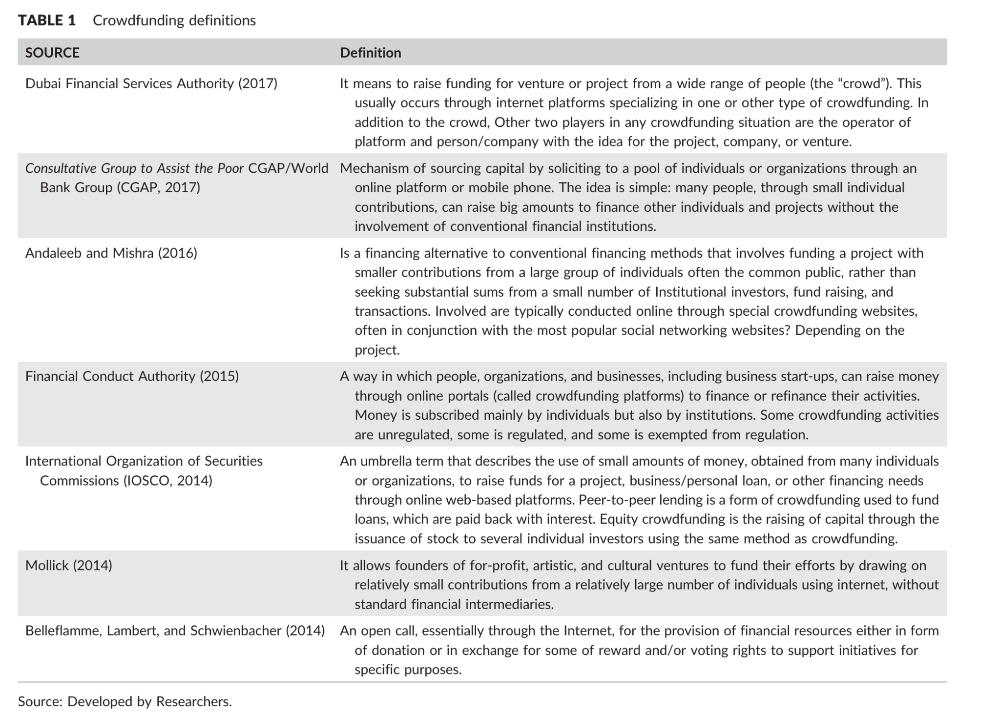 TABLE 1 Crowdfunding definitions
SOURCE Definition
Dubai Financial Services Authority (2017) It means to raise funding for venture or project from a wide range of people (the “crowd”). This
usually occurs through internet platforms specializing in one or other type of crowdfunding. In
addition to the crowd, Other two players in any crowdfunding situation are the operator of
platform and person/company with the idea for the project, company, or venture.
Consultative Group to Assist the Poor CGAP/World Mechanism of sourcing capital by soliciting to a pool of individuals or organizations through an
Bank Group (CGAP, 2017) online platform or mobile phone. The idea is simple: many people, through small individual
contributions, can raise big amounts to finance other individuals and projects without the
involvement of conventional financial institutions.
Andaleeb and Mishra (2016) Is a financing alternative to conventional financing methods that involves funding a project with
smaller contributions from a large group of individuals often the common public, rather than
seeking substantial sums from a small number of Institutional investors, fund raising, and
transactions. Involved are typically conducted online through special crowdfunding websites,
often in conjunction with the most popular social networking websites? Depending on the
project.
Financial Conduct Authority (2015) A way in which people, organizations, and businesses, including business start-ups, can raise money
through online portals (called crowdfunding platforms) to finance or refinance their activities.
Money is subscribed mainly by individuals but also by institutions. Some crowdfunding activities
are unregulated, some is regulated, and some is exempted from regulation.
International Organization of Securities An umbrella term that describes the use of small amounts of money, obtained from many individuals
Commissions (IOSCO, 2014) or organizations, to raise funds for a project, business/personal loan, or other financing needs
through online web-based platforms. Peer-to-peer lending is a form of crowdfunding used to fund
loans, which are paid back with interest. Equity crowdfunding is the raising of capital through the
issuance of stock to several individual investors using the same method as crowdfunding.
Mollick (2014) It allows founders of for-profit, artistic, and cultural ventures to fund their efforts by drawing on
relatively small contributions from a relatively large number of individuals using internet, without
standard financial intermediaries.
Belleflamme, Lambert, and Schwienbacher (2014) An open call, essentially through the Internet, for the provision of financial resources either in form
of donation or in exchange for some of reward and/or voting rights to support initiatives for
specific purposes.
Source: Developed by Researchers.